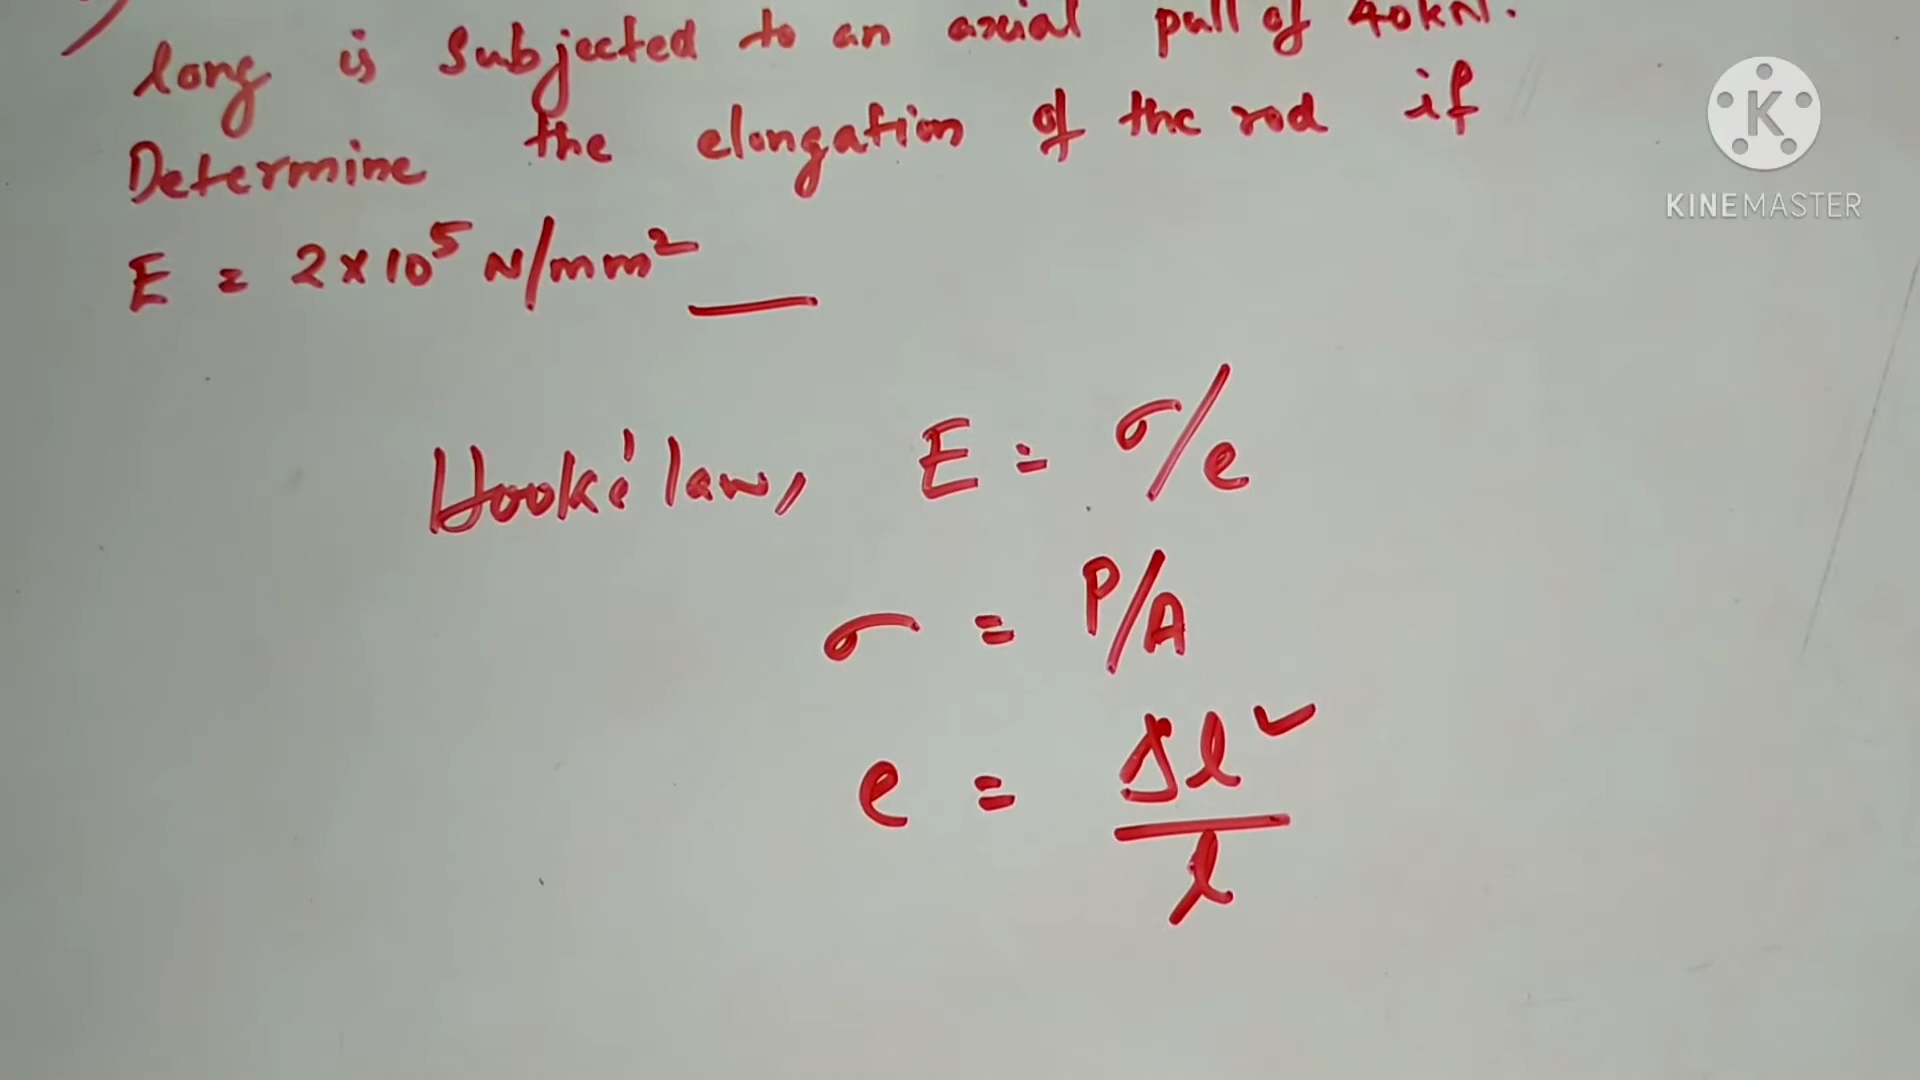 long is subjected to an axial pull of 40kN.
Determine the elongation of the rod if
E = 2×10⁵ N/mm²
Hooke's law, E = σ/e
σ = P/A
e = Δl/l
K
KINEMASTER